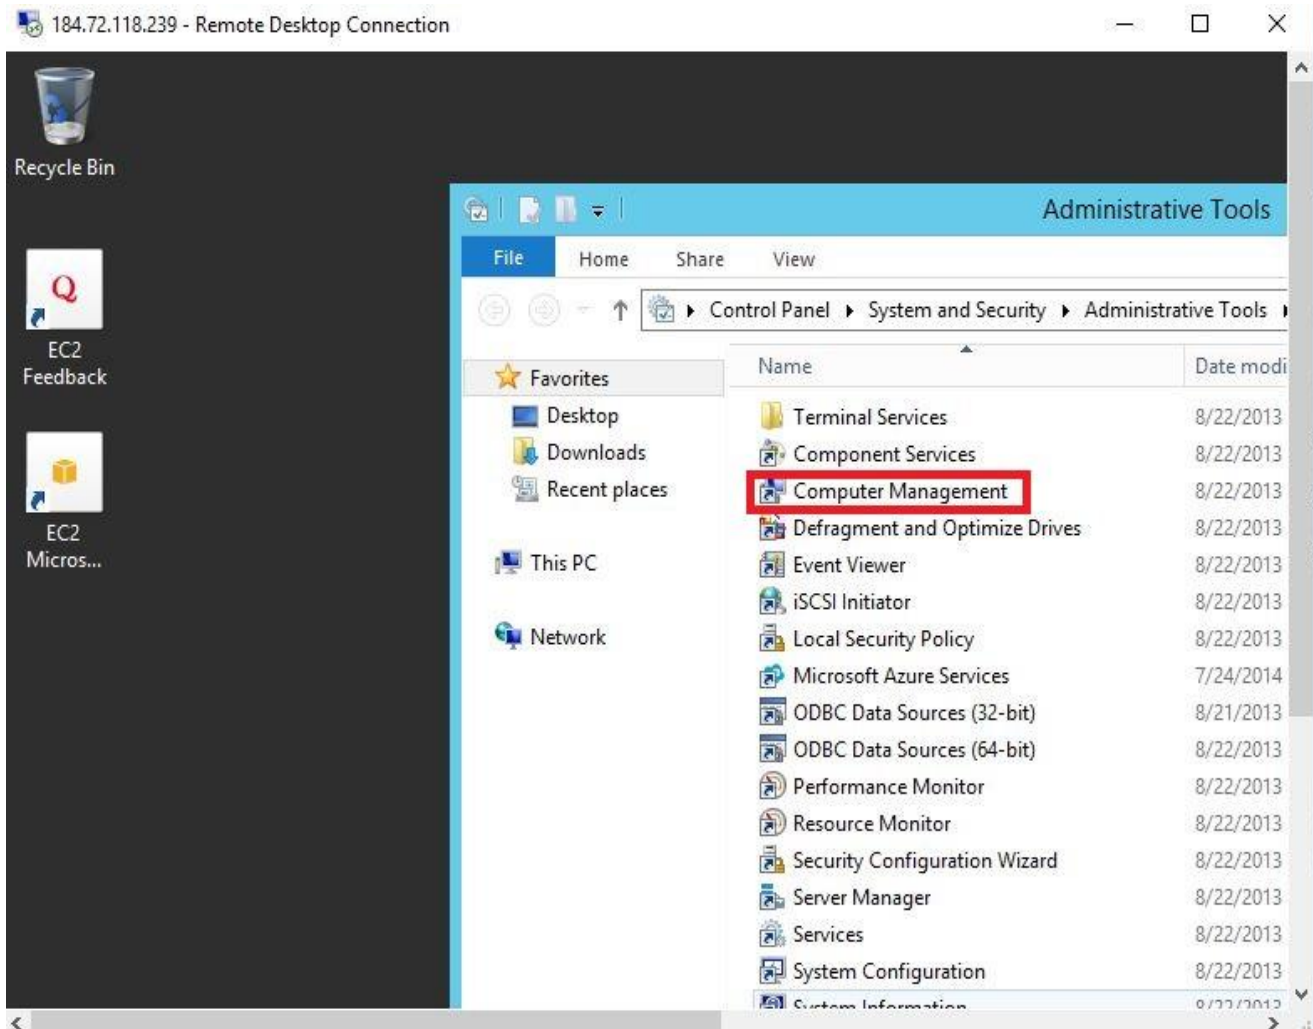 184.72.118.239 - Remote Desktop Connection
Recycle Bin
EC2
Feedback
EC2
Micros...
Administrative Tools
File Home Share View
Control Panel System and Security Administrative Tools
Favorites
Desktop
Downloads
Recent places
This PC
Network
Name Date modi
Terminal Services 8/22/2013
Component Services 8/22/2013
Computer Management 8/22/2013
Defragment and Optimize Drives 8/22/2013
Event Viewer 8/22/2013
iSCSI Initiator 8/22/2013
Local Security Policy 8/22/2013
Microsoft Azure Services 7/24/2014
ODBC Data Sources (32-bit) 8/21/2013
ODBC Data Sources (64-bit) 8/22/2013
Performance Monitor 8/22/2013
Resource Monitor 8/22/2013
Security Configuration Wizard 8/22/2013
Server Manager 8/22/2013
Services 8/22/2013
System Configuration 8/22/2013
System Information 8/22/2013